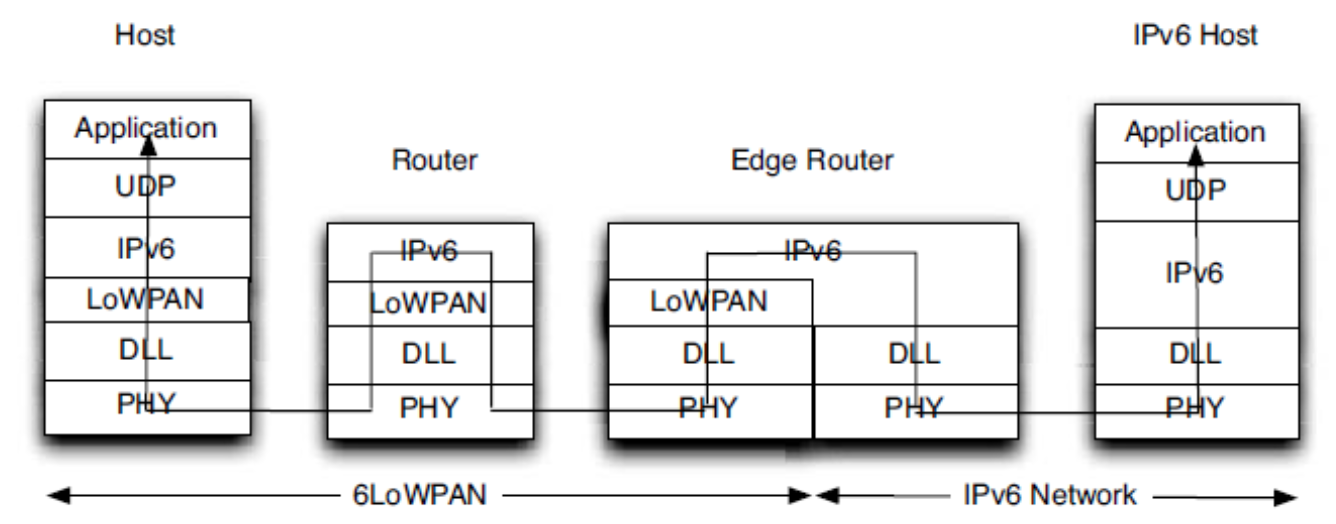 Host
Application
UDP
IPv6
LoWPAN
DLL
PHY
Router
IPv6
LoWPAN
DLL
PHY
Edge Router
IPv6
LoWPAN
DLL
PHY
DLL
PHY
IPv6 Host
Application
UDP
IPv6
DLL
PHY
6LoWPAN
IPv6 Network